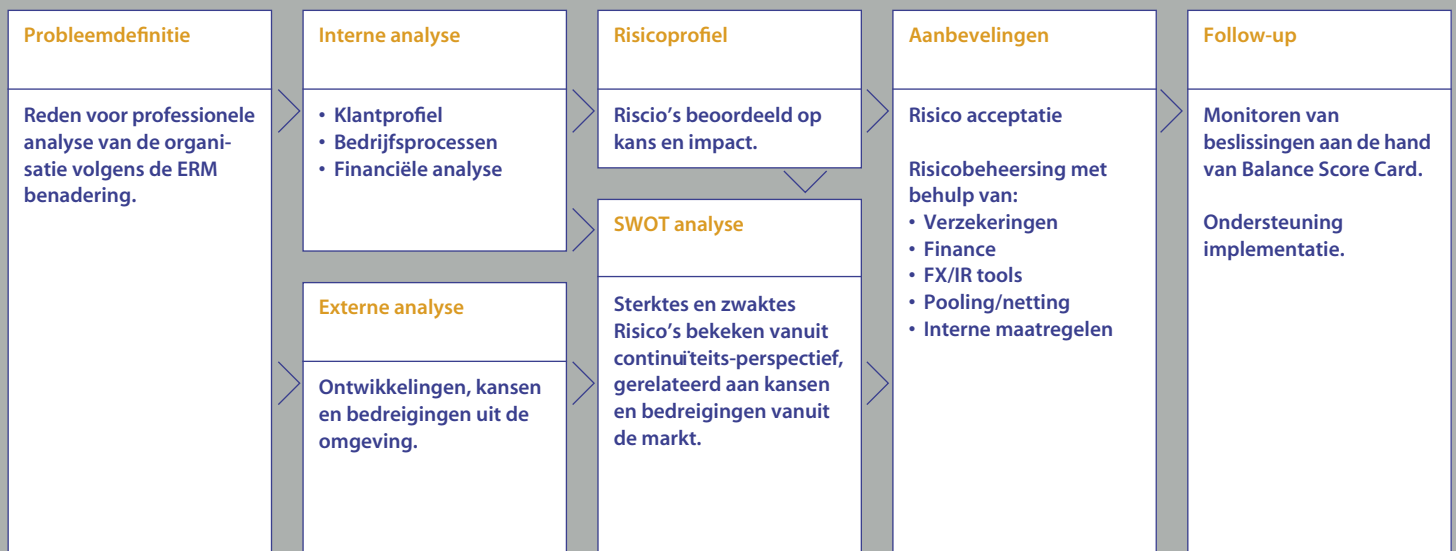 Probleemdefinitie
Reden voor professionele
analyse van de organi-
satie volgens de ERM
benadering.
Interne analyse
• Klantprofiel
• Bedrijfsprocessen
• Financiële analyse
Externe analyse
Ontwikkelingen, kansen
en bedreigingen uit de
omgeving.
Risicoprofiel
Riscio's beoordeeld op
kans en impact.
SWOT analyse
Sterktes en zwaktes
Risico's bekeken vanuit
continuïteits-perspectief,
gerelateerd aan kansen
en bedreigingen vanuit
de markt.
Aanbevelingen
Risico acceptatie
Risicobeheersing met
behulp van:
• Verzekeringen
• Finance
• FX/IR tools
• Pooling/netting
• Interne maatregelen
Follow-up
Monitoren van
beslissingen aan de hand
van Balance Score Card.
Ondersteuning
implementatie.